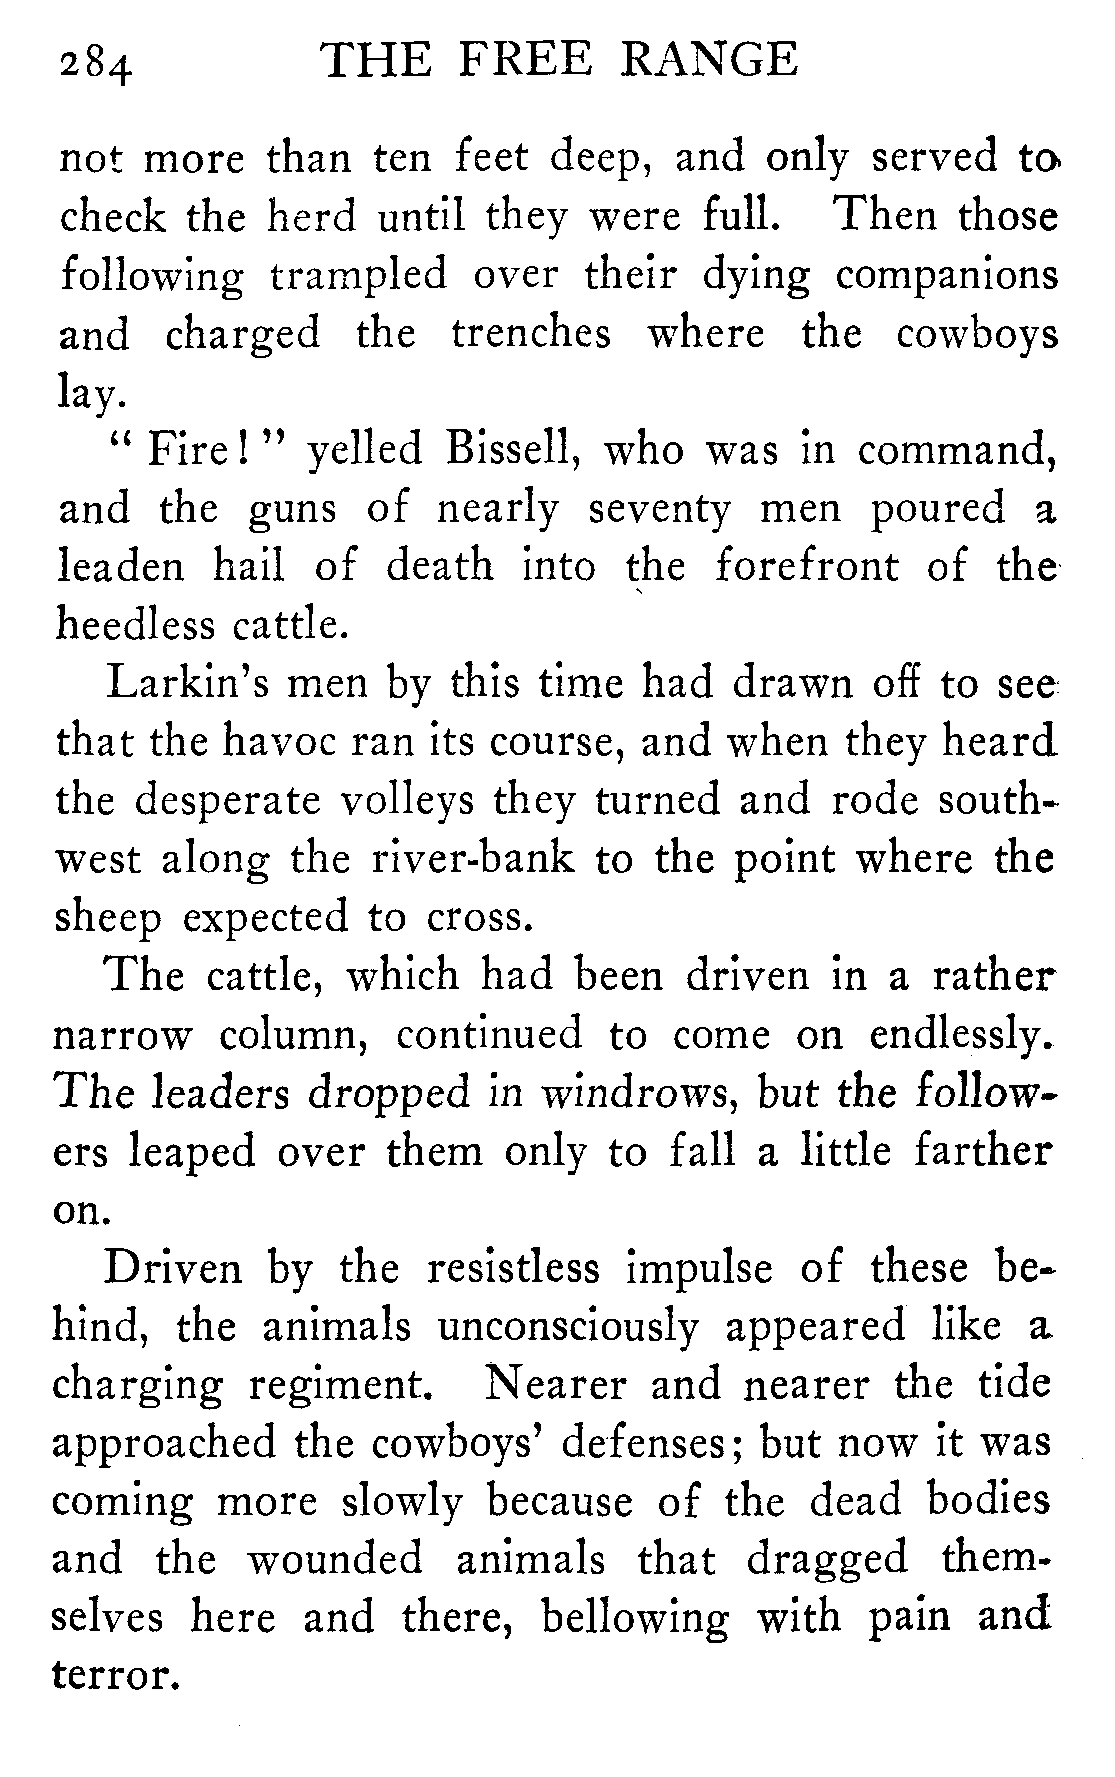 284 THE FREE RANGE
not more than ten feet deep, and only served to
check the herd until they were full. Then those
following trampled over their dying companions
and charged the trenches where the cowboys
lay.
“ Fire! ” yelled Bissell, who was in command,
and the guns of nearly seventy men poured a
leaden hail of death into the forefront of the
heedless cattle.
Larkin’s men by this time had drawn off to see
that the havoc ran its course, and when they heard
the desperate volleys they turned and rode south-
west along the river-bank to the point where the
sheep expected to cross.
The cattle, which had been driven in a rather
narrow column, continued to come on endlessly.
The leaders dropped in windrows, but the follow-
ers leaped over them only to fall a little farther
on.
Driven by the resistless impulse of these be-
hind, the animals unconsciously appeared like a
charging regiment. Nearer and nearer the tide
approached the cowboys’ defenses; but now it was
coming more slowly because of the dead bodies
and the wounded animals that dragged them-
selves here and there, bellowing with pain and
terror.